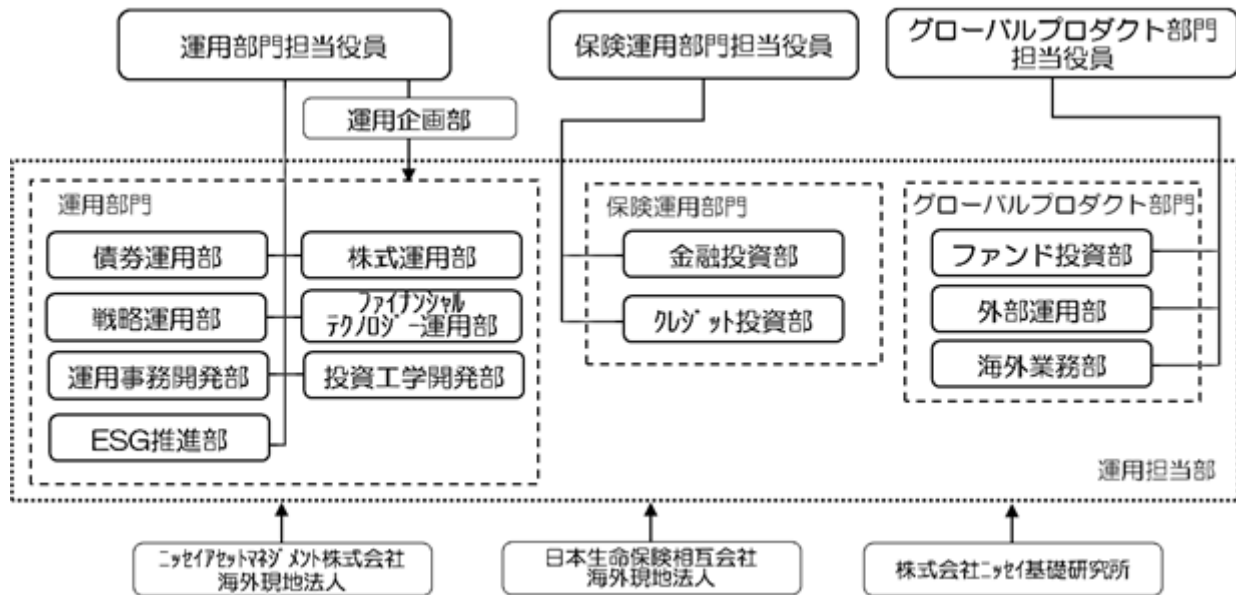 運用部門担当役員
保険運用部門担当役員
グローバルプロダクト部門
担当役員
運用企画部
運用部門
保険運用部門
グローバルプロダクト部門
債券運用部
株式運用部
金融投資部
ファンド投資部
戦略運用部
ファイナンシャル
テクノロジー運用部
クレジット投資部
外部運用部
運用事務開発部
投資工学開発部
海外業務部
ESG推進部
運用担当部
ニッセイアセットマネジメント株式会社
海外現地法人
日本生命保険相互会社
海外現地法人
株式会社ニッセイ基礎研究所